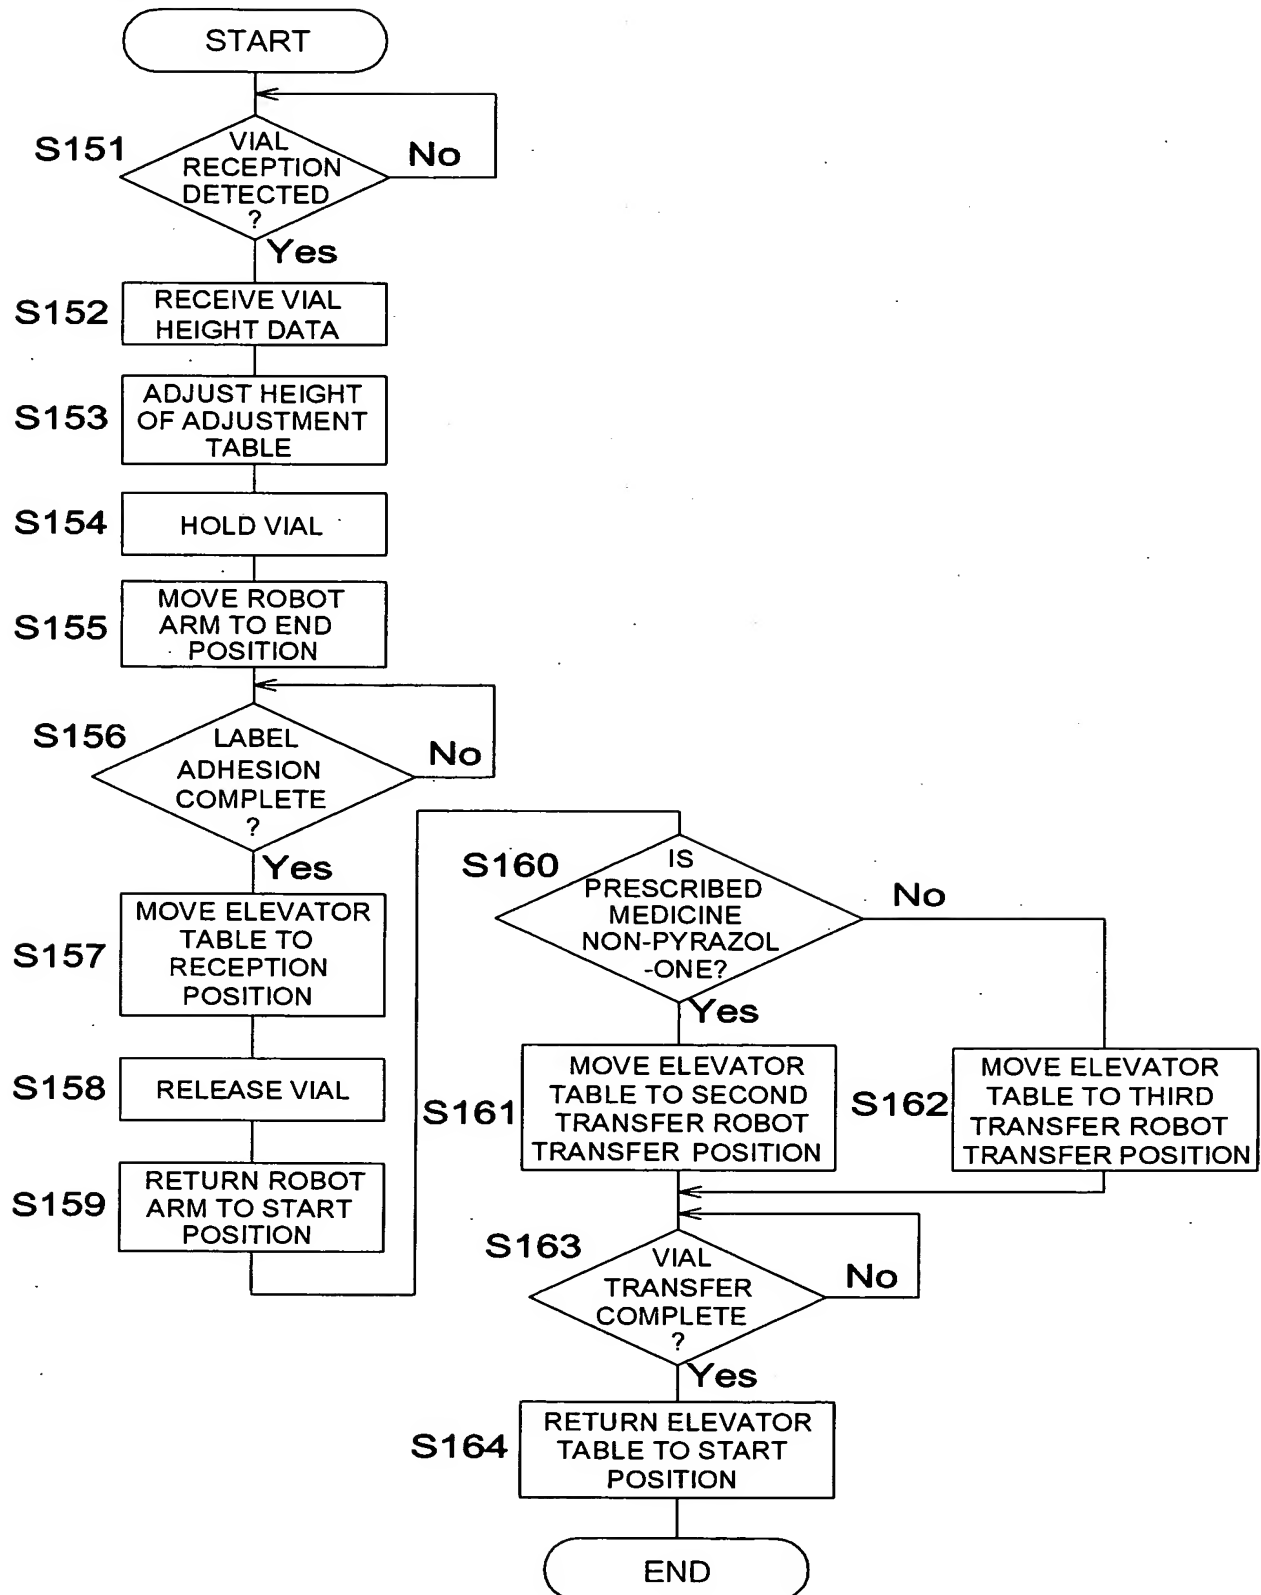 START
S151
VIAL
RECEPTION
DETECTED
?
No
Yes
S152
RECEIVE VIAL
HEIGHT DATA
S153
ADJUST HEIGHT
OF ADJUSTMENT
TABLE
S154
HOLD VIAL
S155
MOVE ROBOT
ARM TO END
POSITION
S156
LABEL
ADHESION
COMPLETE
?
No
Yes
S157
MOVE ELEVATOR
TABLE TO
RECEPTION
POSITION
S158
RELEASE VIAL
S159
RETURN ROBOT
ARM TO START
POSITION
S160
IS
PRESCRIBED
MEDICINE
NON-PYRAZOL
-ONE?
No
Yes
S161
MOVE ELEVATOR
TABLE TO SECOND
TRANSFER ROBOT
TRANSFER POSITION
S162
MOVE ELEVATOR
TABLE TO THIRD
TRANSFER ROBOT
TRANSFER POSITION
S163
VIAL
TRANSFER
COMPLETE
?
No
Yes
S164
RETURN ELEVATOR
TABLE TO START
POSITION
END